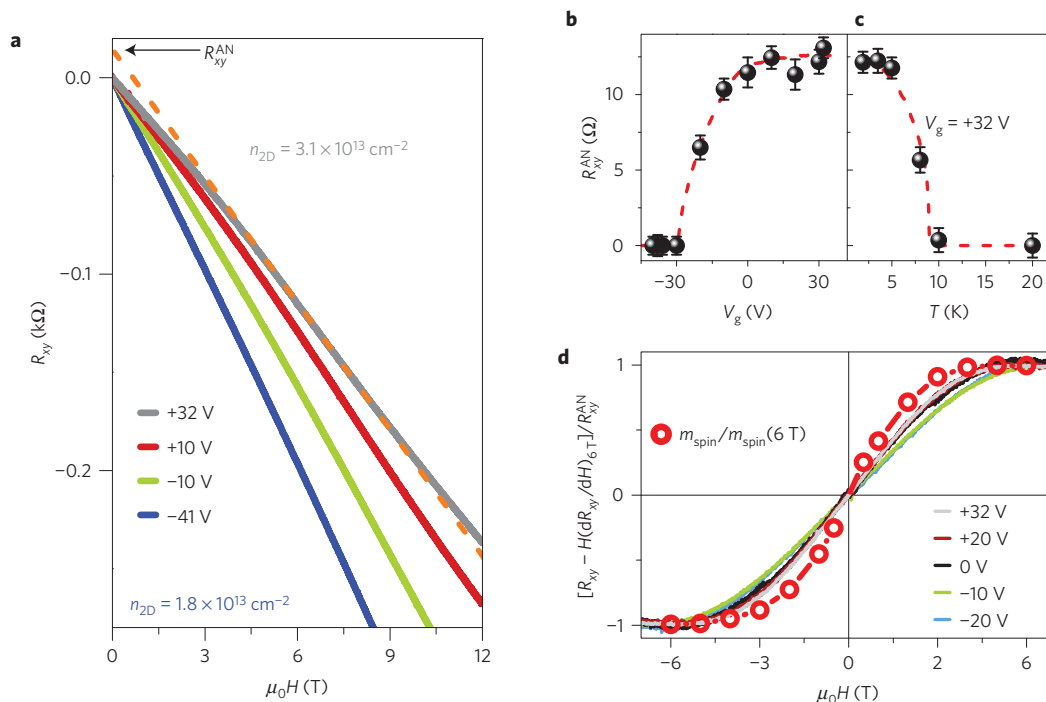 a
R_xy^AN
0.0
−0.1
−0.2
R_xy (kΩ)
n_2D = 3.1 × 10^13 cm^−2
+32 V
+10 V
−10 V
−41 V
n_2D = 1.8 × 10^13 cm^−2
0 3 6 9 12
μ_0H (T)
b
c
R_xy^AN (Ω)
10
5
0
V_g = +32 V
−30 0 30
5 10 15 20
V_g (V)
T (K)
d
[R_xy − H(dR_xy/dH)_6 T]/R_xy^AN
1
0
−1
m_spin/m_spin(6 T)
+32 V
+20 V
0 V
−10 V
−20 V
−6 −3 0 2 6
μ_0H (T)